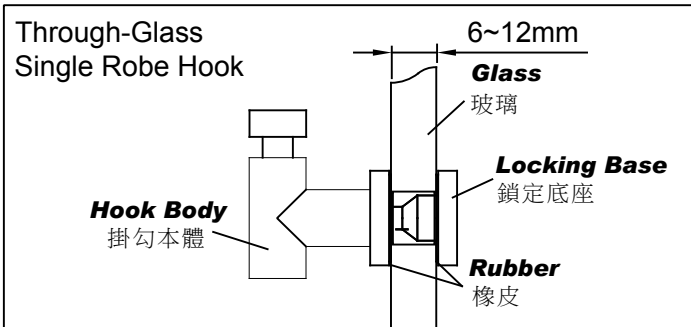 Through-Glass
Single Robe Hook
6~12mm
Glass
玻璃
Locking Base
鎖定底座
Hook Body
掛勾本體
Rubber
橡皮